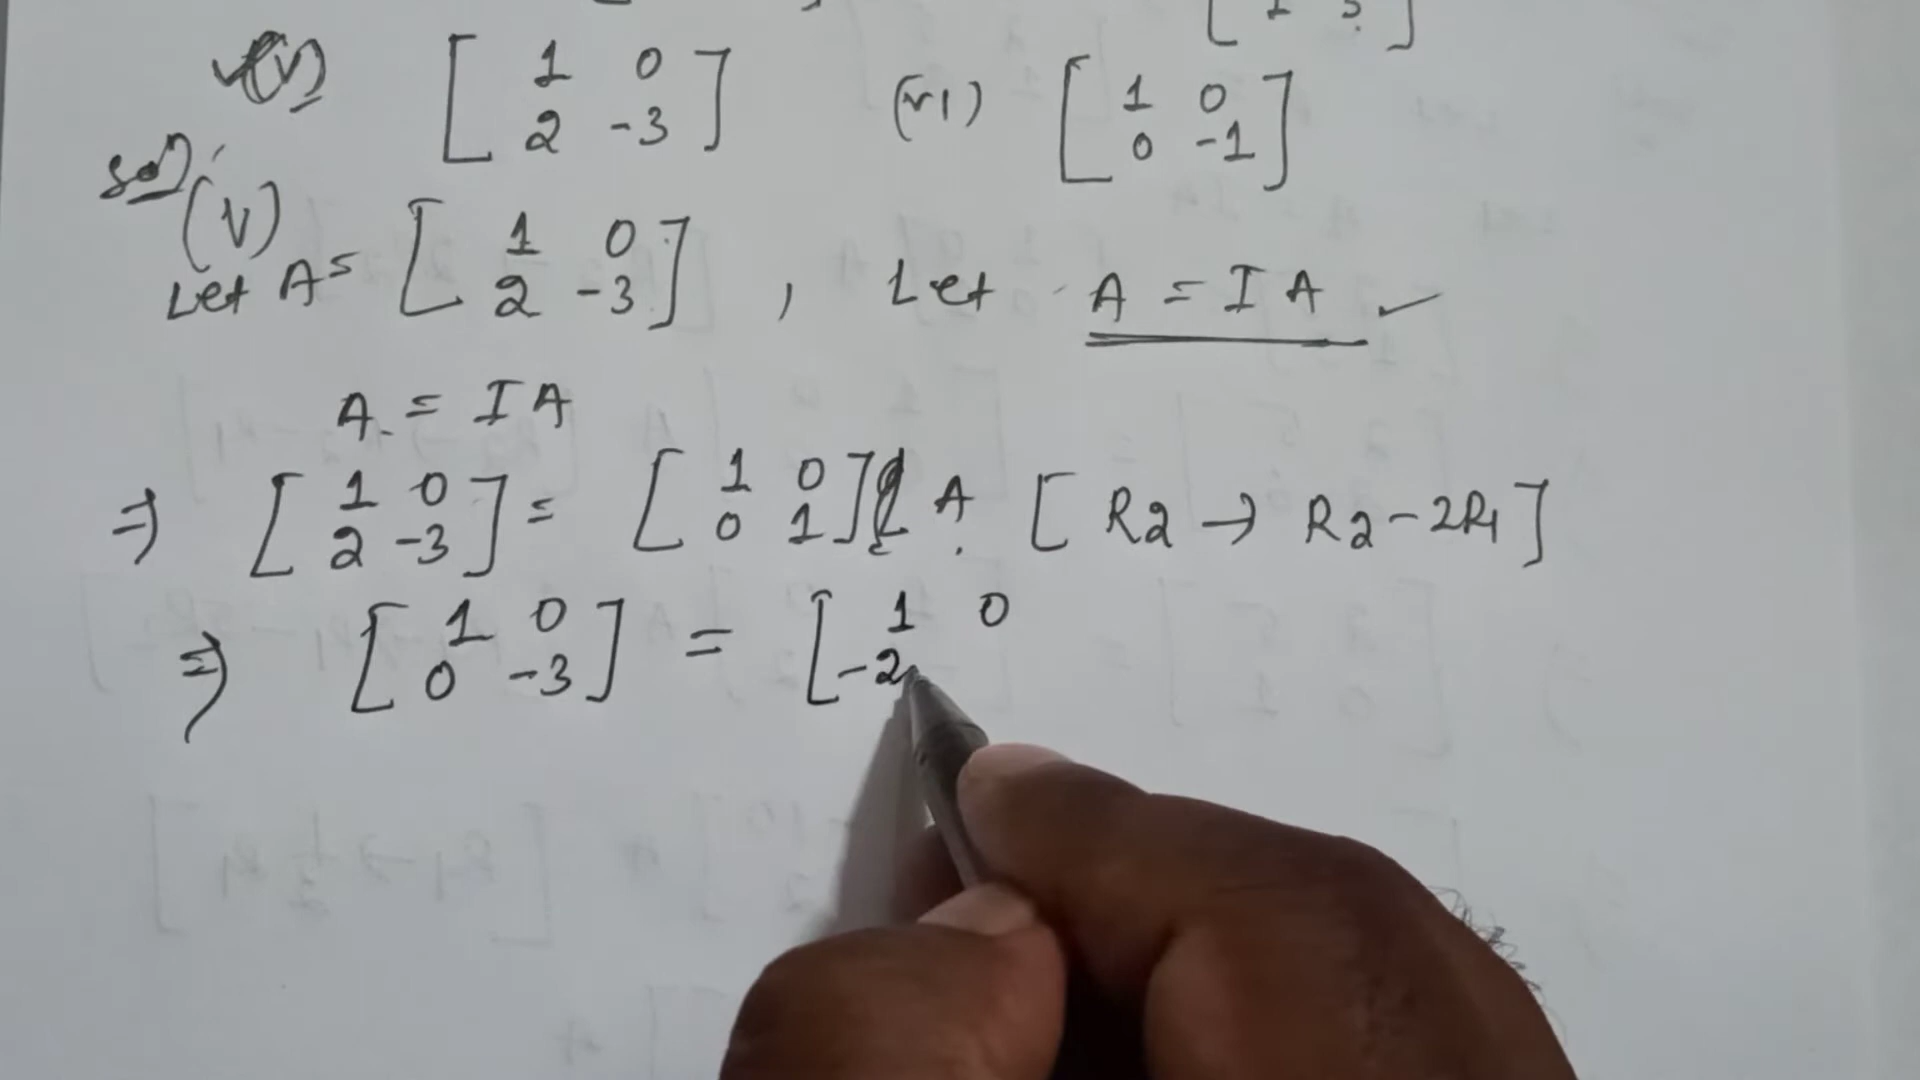 (v) [ 1 0 2 -3 ] (vi) [ 1 0 0 -1 ]
Soln:
(v)
Let A = [ 1 0 2 -3 ] , Let A = I A
A = I A
⇒ [ 1 0 2 -3 ] = [ 1 0 0 1 ] A [ R2 → R2 - 2R1 ]
⇒ [ 1 0 0 -3 ] = [ 1 0 -2